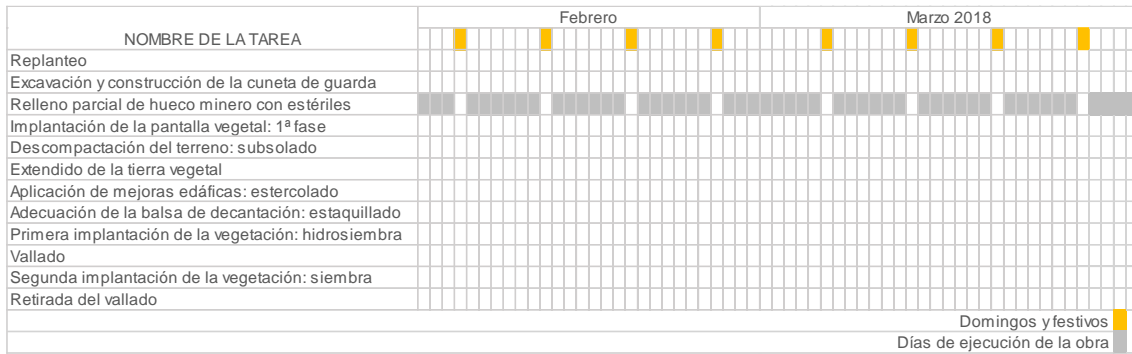 Febrero
Marzo 2018
NOMBRE DE LA TAREA
Replanteo
Excavación y construcción de la cuneta de guarda
Relleno parcial de hueco minero con estériles
Implantación de la pantalla vegetal: 1ª fase
Descompactación del terreno: subsolado
Extendido de la tierra vegetal
Aplicación de mejoras edáficas: estercolado
Adecuación de la balsa de decantación: estaquillado
Primera implantación de la vegetación: hidrosiembra
Vallado
Segunda implantación de la vegetación: siembra
Retirada del vallado
Domingos y festivos
Días de ejecución de la obra